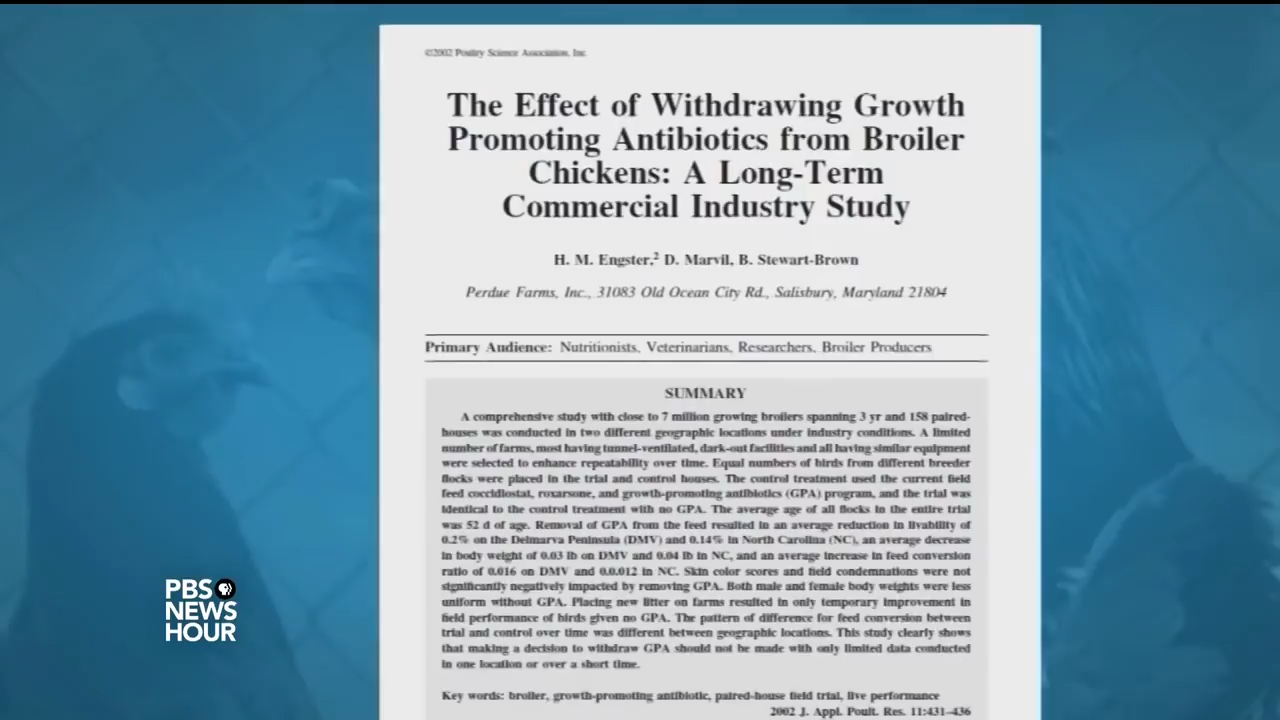 ©2002 Poultry Science Association, Inc
The Effect of Withdrawing Growth
Promoting Antibiotics from Broiler
Chickens: A Long-Term
Commercial Industry Study
H. M. Engster,2 D. Marvil, B. Stewart-Brown
Perdue Farms, Inc., 31083 Old Ocean City Rd., Salisbury, Maryland 21804
Primary Audience: Nutritionists, Veterinarians, Researchers, Broiler Producers
SUMMARY
A comprehensive study with close to 7 million growing broilers spanning 3 yr and 158 paired-
houses was conducted in two different geographic locations under industry conditions. A limited
number of farms, most having tunnel-ventilated, dark-out facilities and all having similar equipment
were selected to enhance repeatability over time. Equal numbers of birds from different breeder
flocks were placed in the trial and control houses. The control treatment used the current field
feed coccidiostat, roxarsone, and growth-promoting antibiotics (GPA) program, and the trial was
identical to the control treatment with no GPA. The average age of all flocks in the entire trial
was 52 d of age. Removal of GPA from the feed resulted in an average reduction in livability of
0.2% on the Delmarva Peninsula (DMV) and 0.14% in North Carolina (NC), an average decrease
in body weight of 0.03 lb on DMV and 0.04 lb in NC, and an average increase in feed conversion
ratio of 0.016 on DMV and 0.0.012 in NC. Skin color scores and field condemnations were not
significantly negatively impacted by removing GPA. Both male and female body weights were less
uniform without GPA. Placing new litter on farms resulted in only temporary improvement in
field performance of birds given no GPA. The pattern of difference for feed conversion between
trial and control over time was different between geographic locations. This study clearly shows
that making a decision to withdraw GPA should not be made with only limited data conducted
in one location or over a short time.
Key words: broiler, growth-promoting antibiotic, paired-house field trial, live performance
2002 J. Appl. Poult. Res. 11:431–436
PBS
NEWS
HOUR